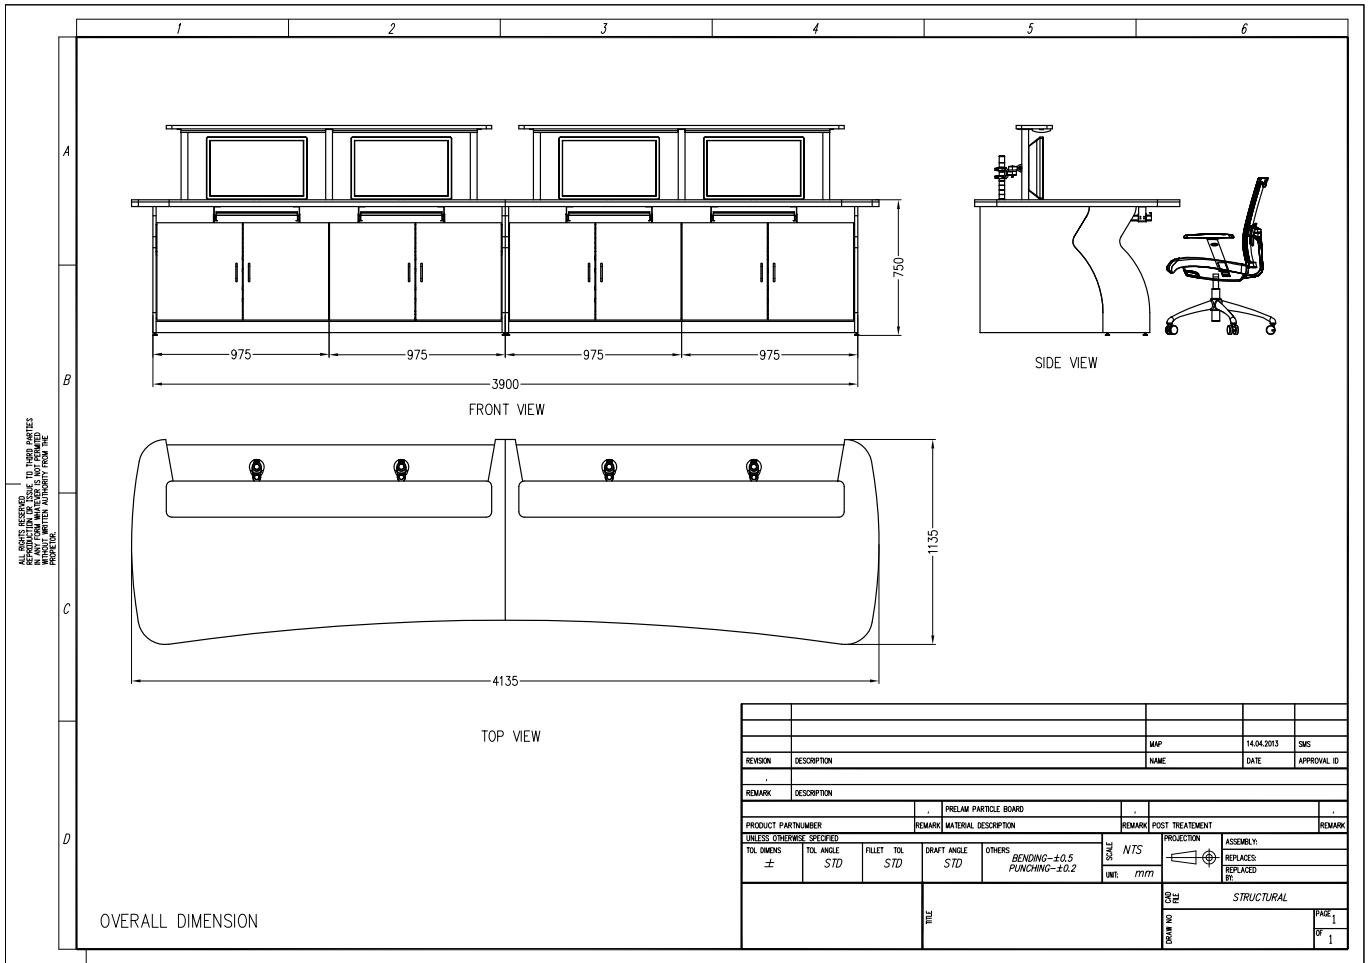 1 2 3 4 5 6
A
B
C
D
750
975 975 975 975
3900
FRONT VIEW
SIDE VIEW
1135
4135
TOP VIEW
ALL RIGHTS RESERVED
REPRODUCTION OR ISSUE TO THIRD PARTIES
IN ANY FORM WHATEVER IS NOT PERMITTED
WITHOUT WRITTEN AUTHORITY FROM THE
PROPIETOR.
OVERALL DIMENSION
MAP 14.04.2013 SMS
REVISION DESCRIPTION NAME DATE APPROVAL ID
REMARK DESCRIPTION
PRELAM PARTICLE BOARD
PRODUCT PARTNUMBER REMARK MATERIAL DESCRIPTION REMARK POST TREATEMENT REMARK
UNLESS OTHERWISE SPECIFIED
TOL DIMENS TOL ANGLE FILLET TOL DRAFT ANGLE OTHERS
± STD STD STD BENDING-±0.5
PUNCHING-±0.2
SCALE NTS
UNIT: mm
PROJECTION
ASSEMBLY:
REPLACES:
REPLACED
BY:
TITLE
CAD
FILE
STRUCTURAL
DRAW NO
PAGE 1
OF 1